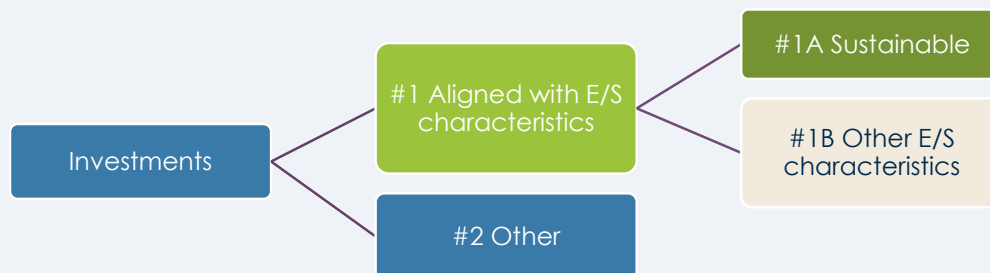 #1A Sustainable
#1 Aligned with E/S
characteristics
#1B Other E/S
characteristics
Investments
#2 Other